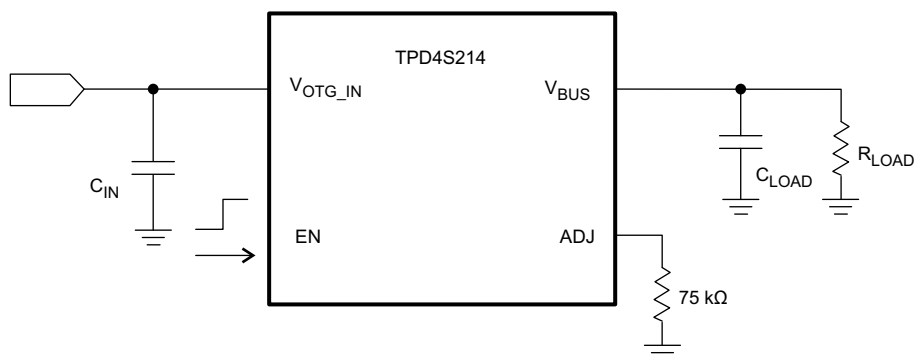 TPD4S214
V_OTG_IN
V_BUS
C_IN
C_LOAD
R_LOAD
EN
ADJ
75 kΩ